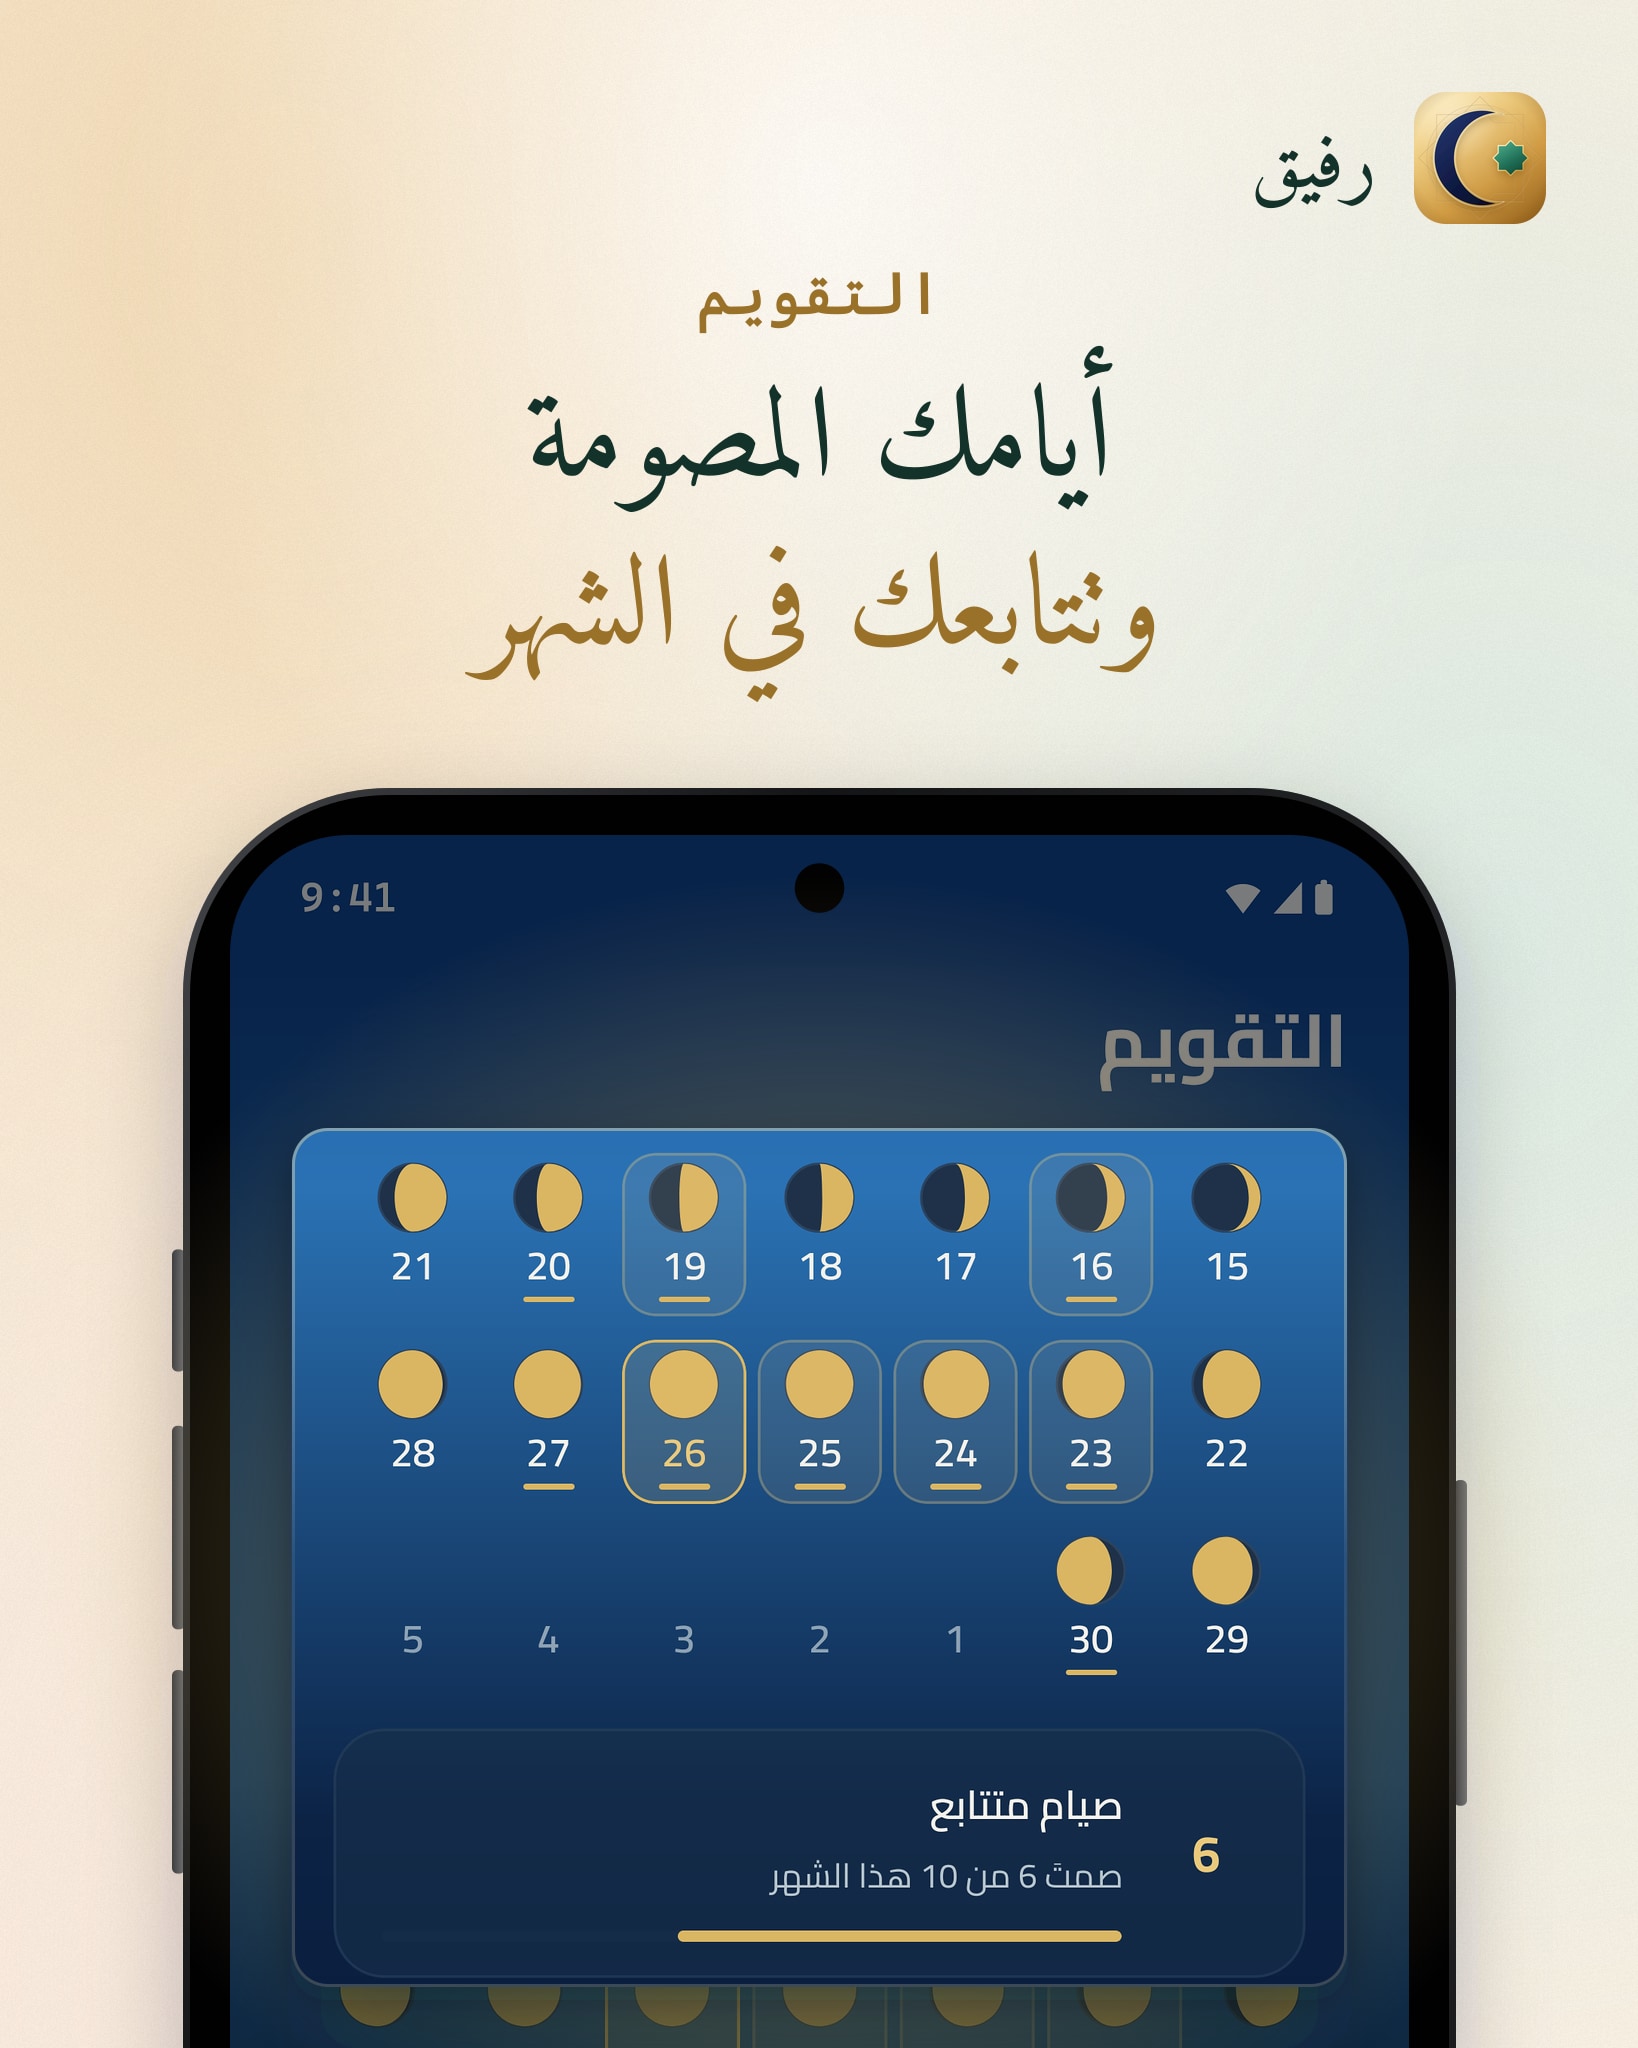 رفيق
التقويم
أيامك المصومة
وتتابعك في الشهر
9:41
التقويم
15 16 17 18 19 20 21
22 23 24 25 26 27 28
29 30 1 2 3 4 5
صيام متتابع
6
صمتَ 6 من 10 هذا الشهر